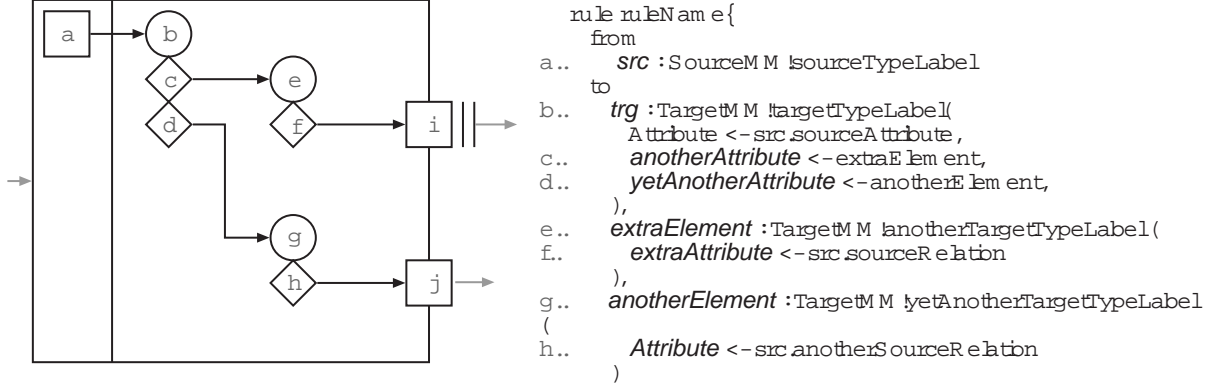 a
b
c
e
d
f
i
g
h
j
rule ruleName{
from
a.. src :SourceMM !sourceTypeLabel
to
b.. trg :TargetMM !targetTypeLabel(
Attribute <-src.sourceAttribute,
c.. anotherAttribute <-extraElement,
d.. yetAnotherAttribute <-anotherElement,
),
e.. extraElement :TargetMM !anotherTargetTypeLabel(
f.. extraAttribute <-src.sourceRelation
),
g.. anotherElement :TargetMM !yetAnotherTargetTypeLabel
(
h.. Attribute <-src.anotherSourceRelation
)